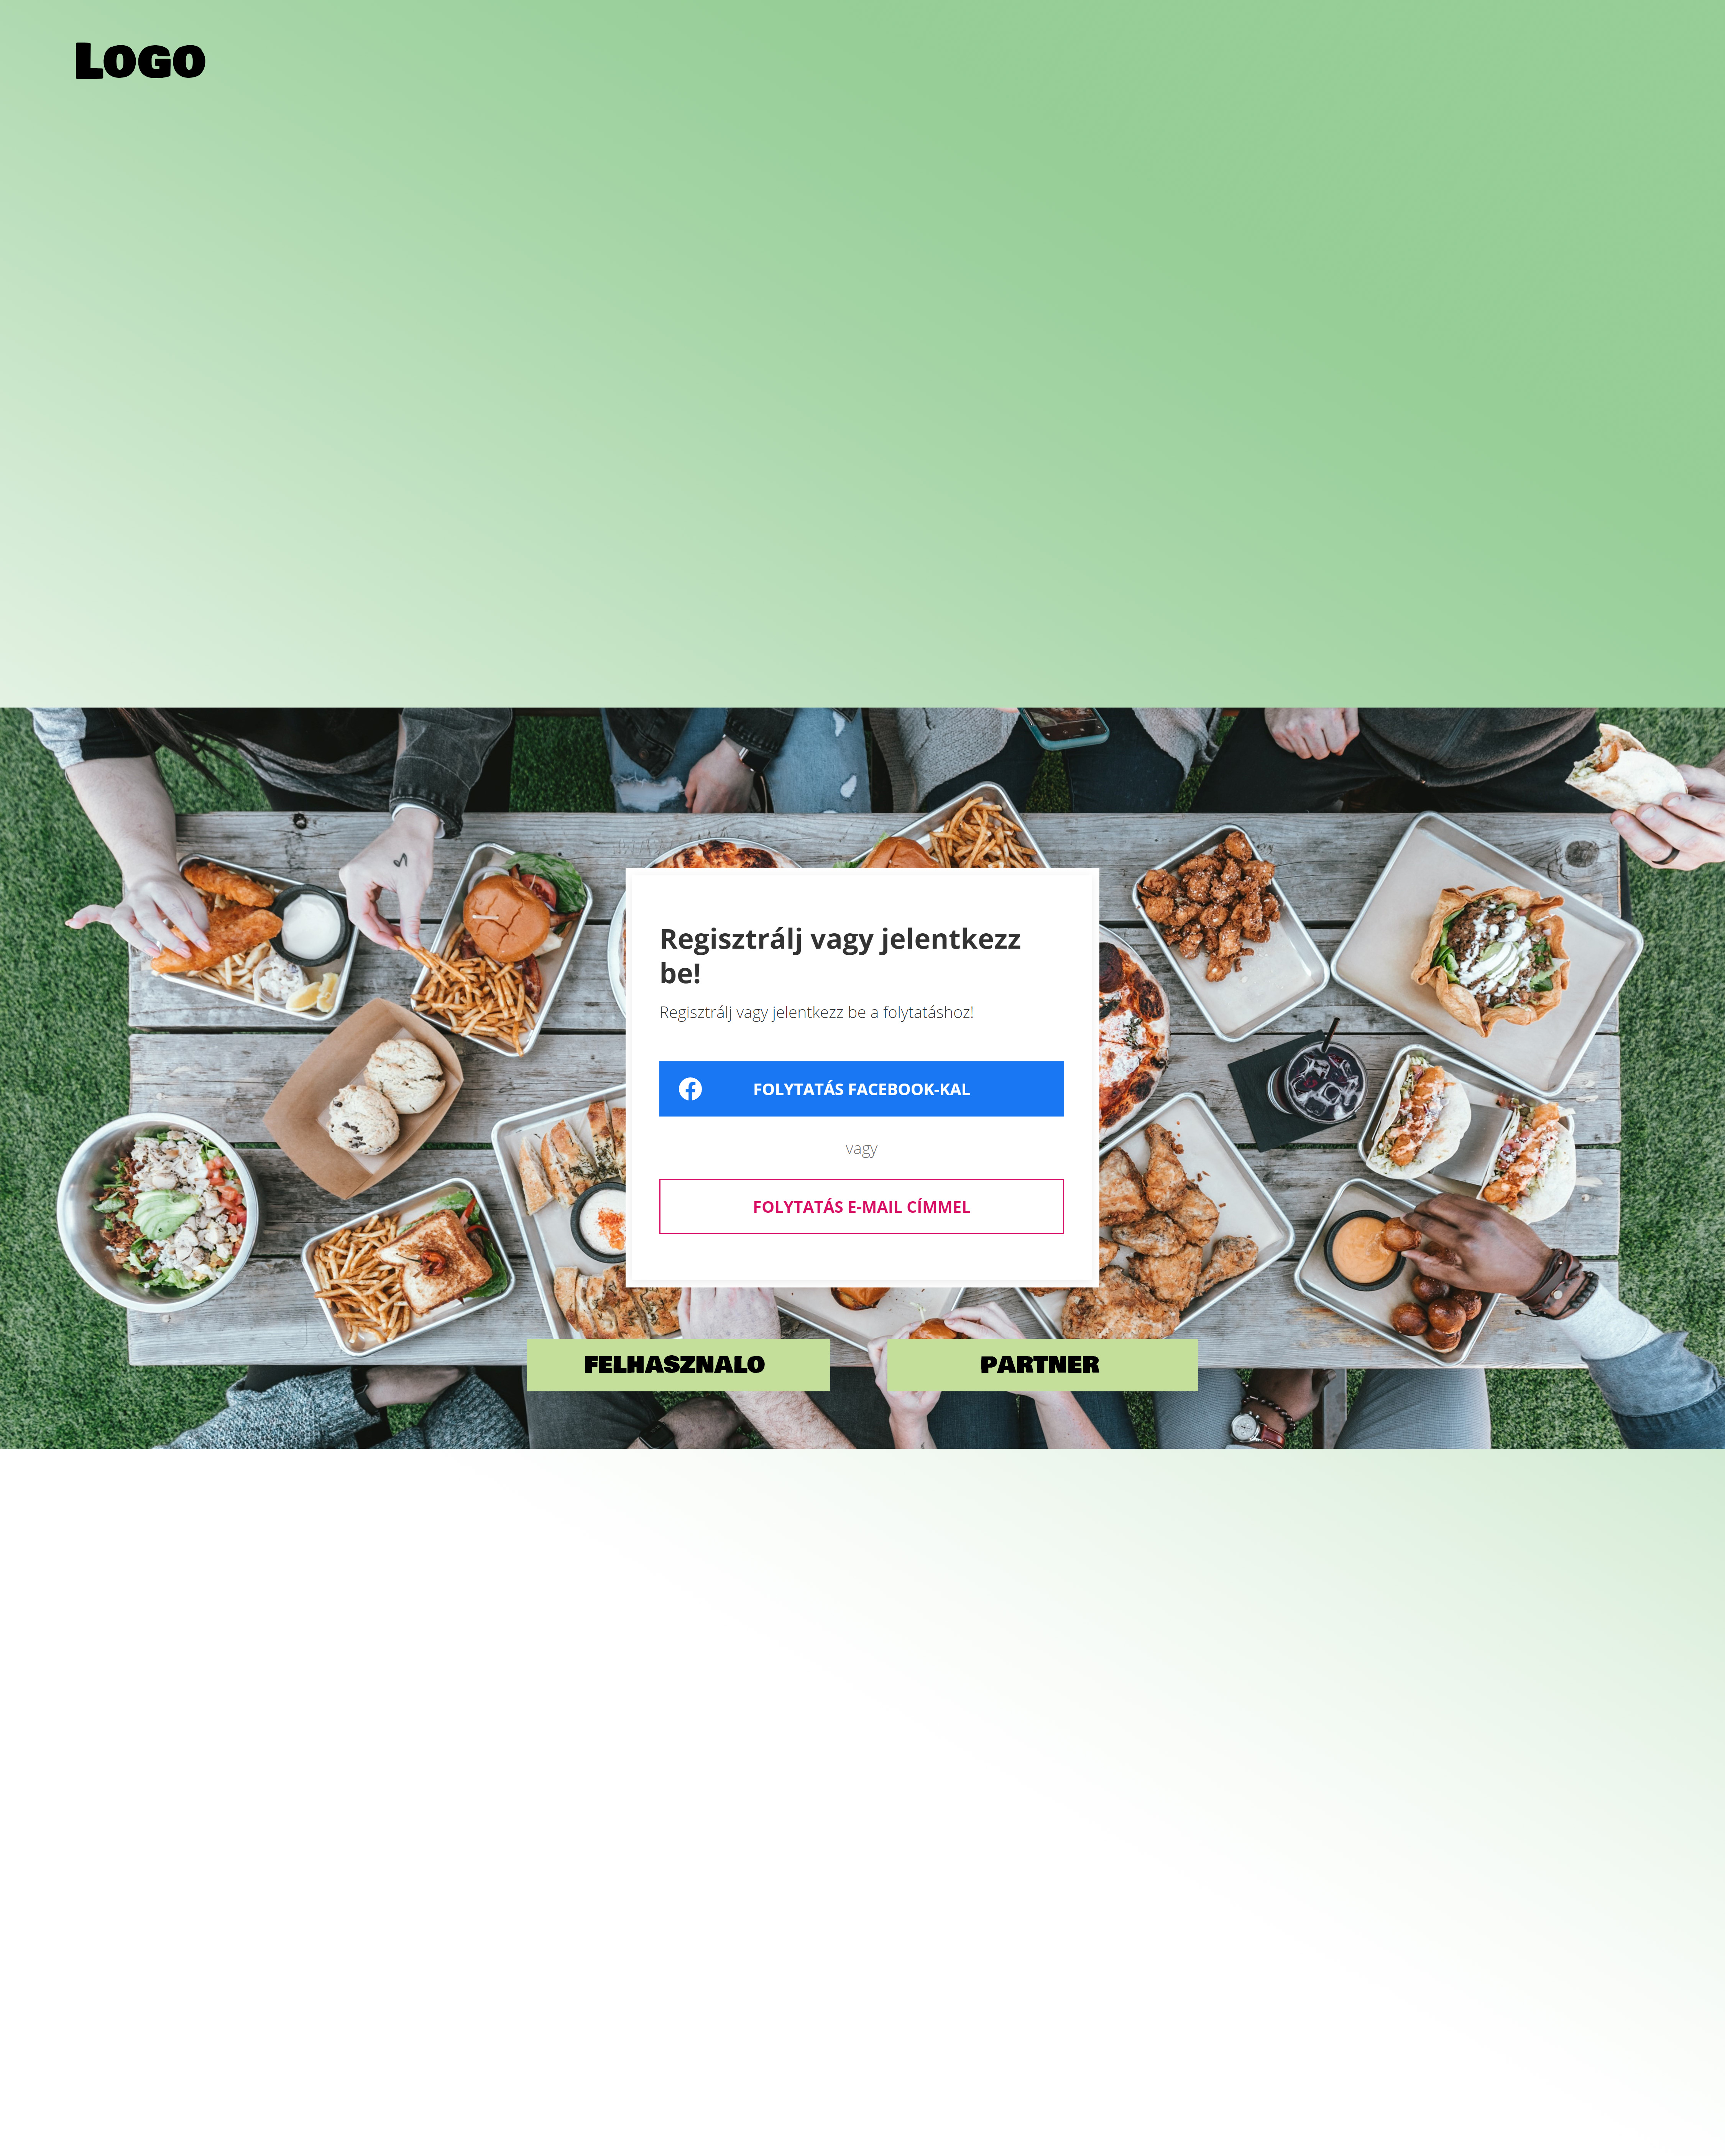 LOGO
Regisztrálj vagy jelentkezz
be!
Regisztrálj vagy jelentkezz be a folytatáshoz!
FOLYTATÁS FACEBOOK-KAL
vagy
FOLYTATÁS E-MAIL CÍMMEL
FELHASZNALO
PARTNER